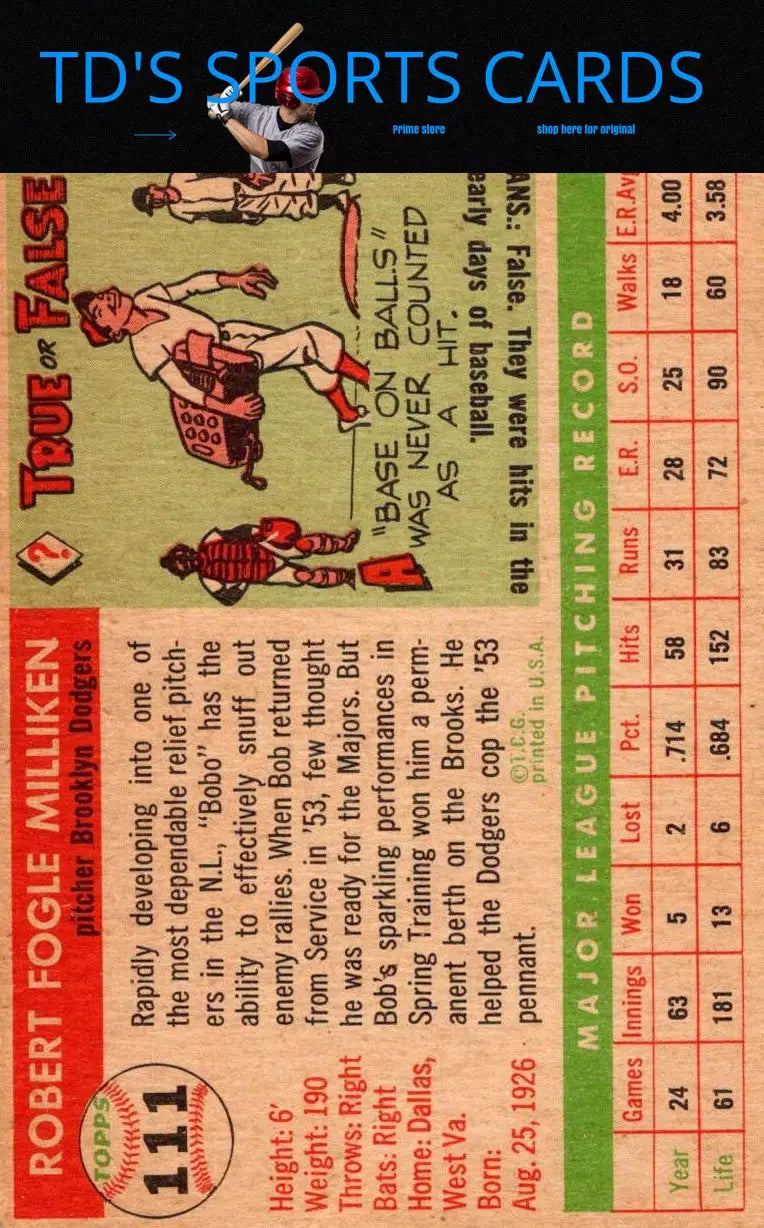 TD'S SPORTS CARDS
Prime store
shop here for original
TOPPS
111
ROBERT FOGLE MILLIKEN
pitcher Brooklyn Dodgers
Height: 6'
Weight: 190
Throws: Right
Bats: Right
Home: Dallas,
West Va.
Born:
Aug. 25, 1926
Rapidly developing into one of
the most dependable relief pitch-
ers in the N.L., "Bobo" has the
ability to effectively snuff out
enemy rallies. When Bob returned
from Service in '53, few thought
he was ready for the Majors. But
Bob's sparking performances in
Spring Training won him a perm-
anent berth on the Brooks. He
helped the Dodgers cop the '53
pennant.
©T.C.G.
printed in U.S.A.
? TRUE OR FALSE
A "BASE ON BALLS"
WAS NEVER COUNTED
AS A HIT.
ANS.: False. They were hits in the
early days of baseball.
MAJOR LEAGUE PITCHING RECORD
Games Innings Won Lost Pct. Hits Runs E.R. S.O. Walks E.R.Av
Year 24 63 5 2 .714 58 31 28 25 18 4.00
Life 61 181 13 6 .684 152 83 72 90 60 3.58